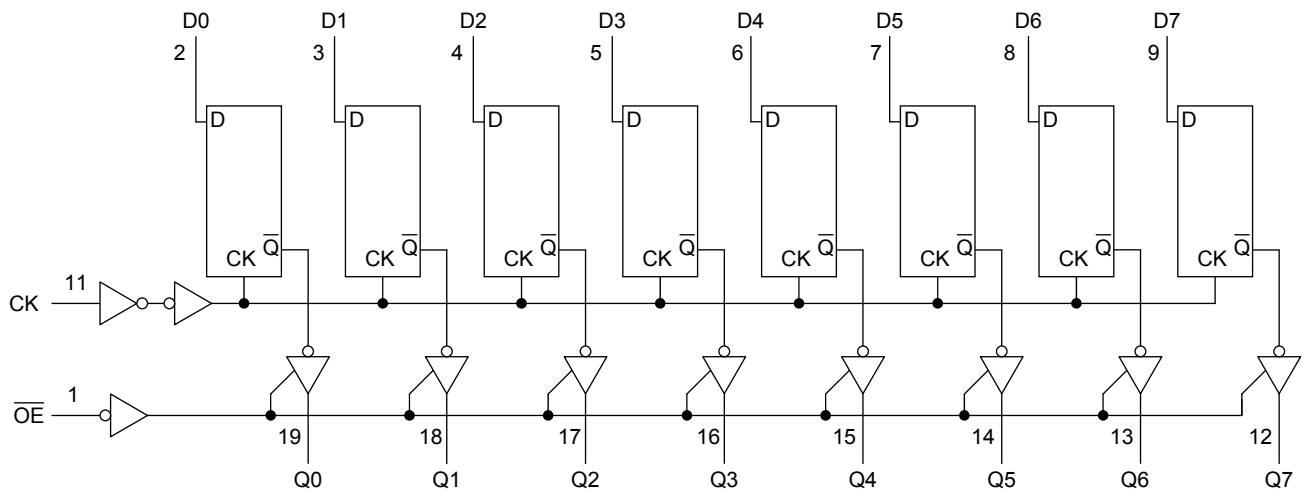 D0 D1 D2 D3 D4 D5 D6 D7
2 3 4 5 6 7 8 9
D D D D D D D D
Q̅ Q̅ Q̅ Q̅ Q̅ Q̅ Q̅ Q̅
CK CK CK CK CK CK CK CK
11
CK
1
O̅E̅
19 18 17 16 15 14 13 12
Q0 Q1 Q2 Q3 Q4 Q5 Q6 Q7